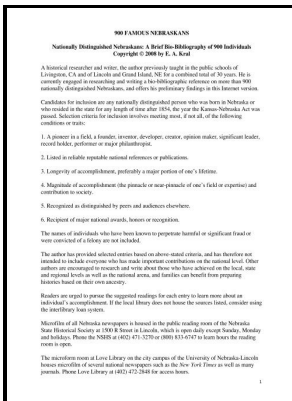 900 FAMOUS NEBRASKANS
Nationally Distinguished Nebraskans: A Brief Bio-Bibliography of 900 Individuals
Copyright © 2008 by E. A. Kral
A historical researcher and writer, the author previously taught in the public schools of
Livingston, CA and of Lincoln and Grand Island, NE for a combined total of 30 years. He is
currently engaged in researching and writing a bio-bibliographic reference on more than 900
nationally distinguished Nebraskans, and offers his preliminary findings in this Internet version.
Candidates for inclusion are any nationally distinguished person who was born in Nebraska or
who resided in the state for any length of time after 1854, the year the Kansas-Nebraska Act was
passed. Selection criteria for inclusion involves meeting most, if not all, of the following
conditions or traits:
1. A pioneer in a field, a founder, inventor, developer, creator, opinion maker, significant leader,
record holder, performer or major philanthropist.
2. Listed in reliable reputable national references or publications.
3. Longevity of accomplishment, preferably a major portion of one's lifetime.
4. Magnitude of accomplishment (the pinnacle or near-pinnacle of one's field or expertise) and
contribution to society.
5. Recognized as distinguished by peers and audiences elsewhere.
6. Recipient of major national awards, honors or recognition.
The names of individuals who have been known to perpetrate harmful or significant fraud or
were convicted of a felony are not included.
The author has provided selected entries based on above-stated criteria, and has therefore not
intended to include everyone who has made important contributions on the national level. Other
authors are encouraged to research and write about those who have achieved on the local, state
and regional levels as well as the national arena, and families can benefit from preparing
histories based on their own ancestry.
Readers are urged to pursue the suggested readings for each entry to learn more about an
individual's accomplishment. If the local library does not house the sources listed, consider using
the interlibrary loan system.
Microfilm of all Nebraska newspapers is housed in the public reading room of the Nebraska
State Historical Society at 1500 R Street in Lincoln, which is open daily except Sunday, Monday
and holidays. Phone the NSHS at (402) 471-3270 or (800) 833-6747 to learn hours the reading
room is open.
The microform room at Love Library on the city campus of the University of Nebraska-Lincoln
houses microfilm of several national newspapers such as the New York Times as well as many
journals. Phone Love Library at (402) 472-2848 for access hours.
1